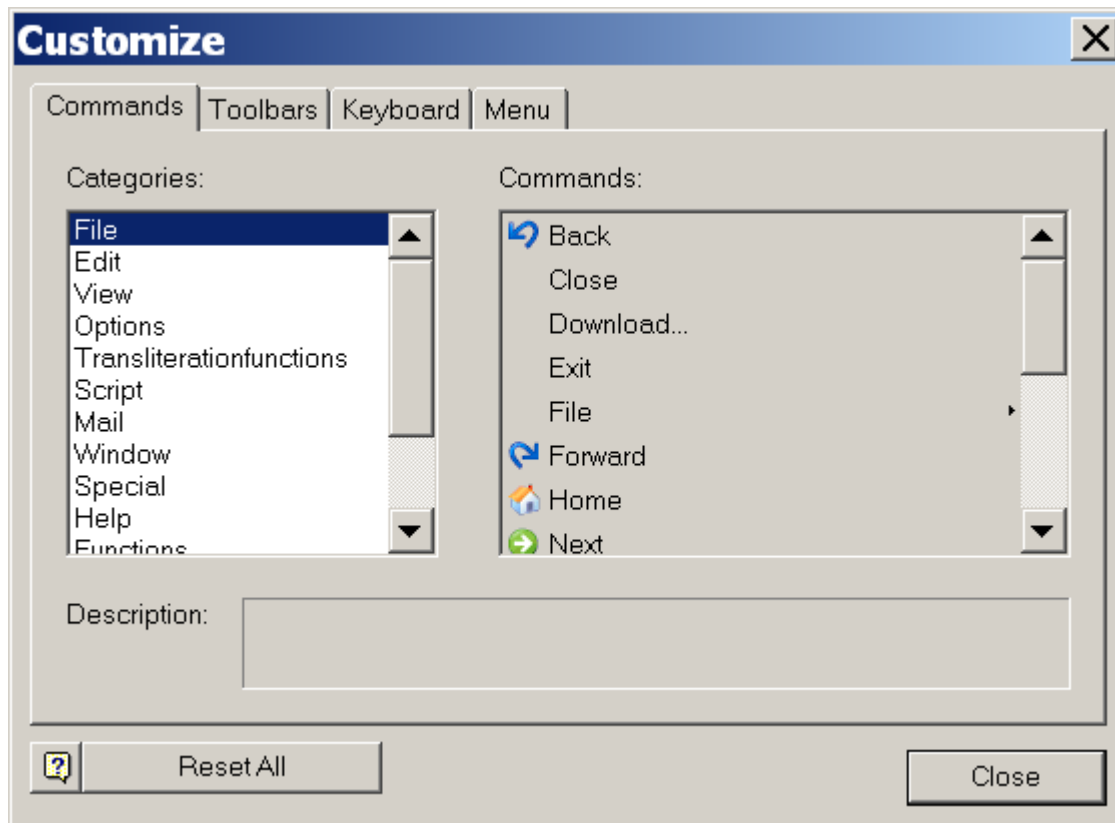 Customize
Commands Toolbars Keyboard Menu
Categories:
File
Edit
View
Options
Transliterationfunctions
Script
Mail
Window
Special
Help
Functions
Commands:
Back
Close
Download...
Exit
File
Forward
Home
Next
Description:
Reset All
Close